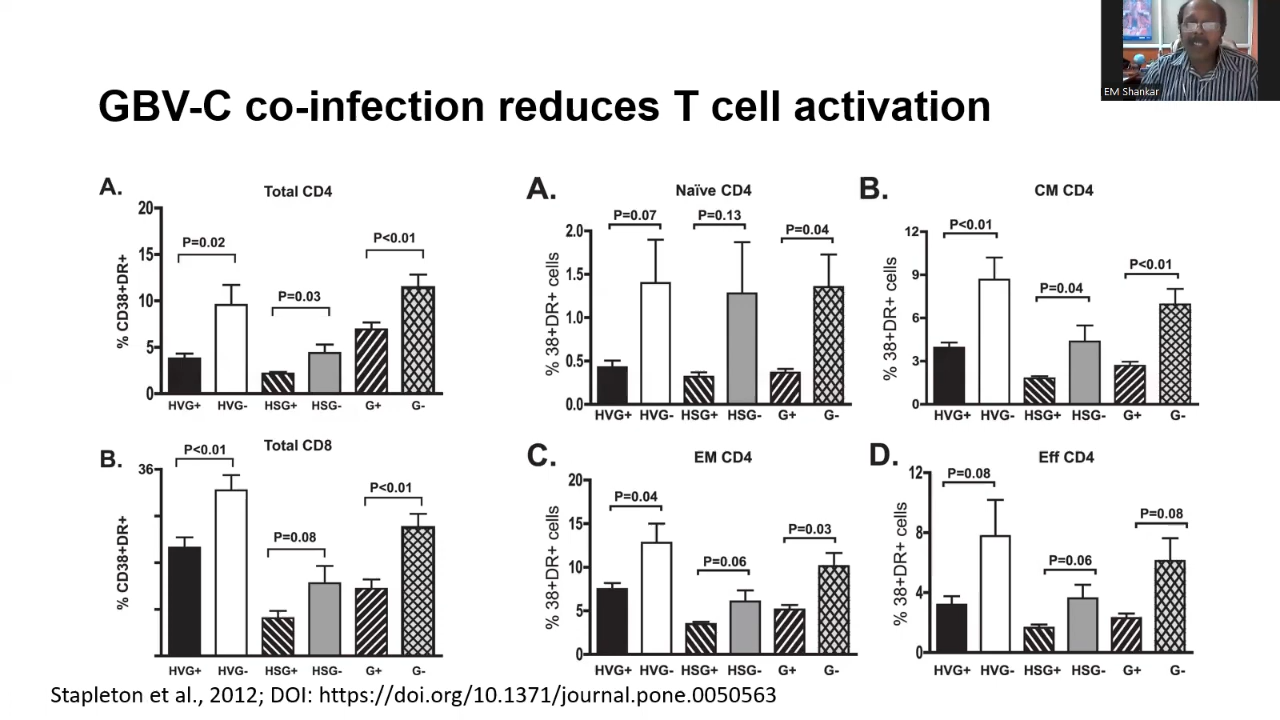 EM Shankar
GBV-C co-infection reduces T cell activation
A.
Total CD4
20
15
10
5
0
% CD38+DR+
P=0.02
P=0.03
P<0.01
HVG+ HVG- HSG+ HSG- G+ G-
B.
Total CD8
36
% CD38+DR+
P<0.01
P=0.08
P<0.01
HVG+ HVG- HSG+ HSG- G+ G-
A.
Naïve CD4
2.0
1.5
1.0
0.5
0.0
% 38+DR+ cells
P=0.07
P=0.13
P=0.04
HVG+ HVG- HSG+ HSG- G+ G-
B.
CM CD4
12
9
6
3
0
% 38+DR+ cells
P<0.01
P=0.04
P<0.01
HVG+ HVG- HSG+ HSG- G+ G-
C.
EM CD4
20
15
10
5
0
% 38+DR+ cells
P=0.04
P=0.06
P=0.03
HVG+ HVG- HSG+ HSG- G+ G-
D.
Eff CD4
12
8
4
0
% 38+DR+ cells
P=0.08
P=0.06
P=0.08
HVG+ HVG- HSG+ HSG- G+ G-
Stapleton et al., 2012; DOI: https://doi.org/10.1371/journal.pone.0050563